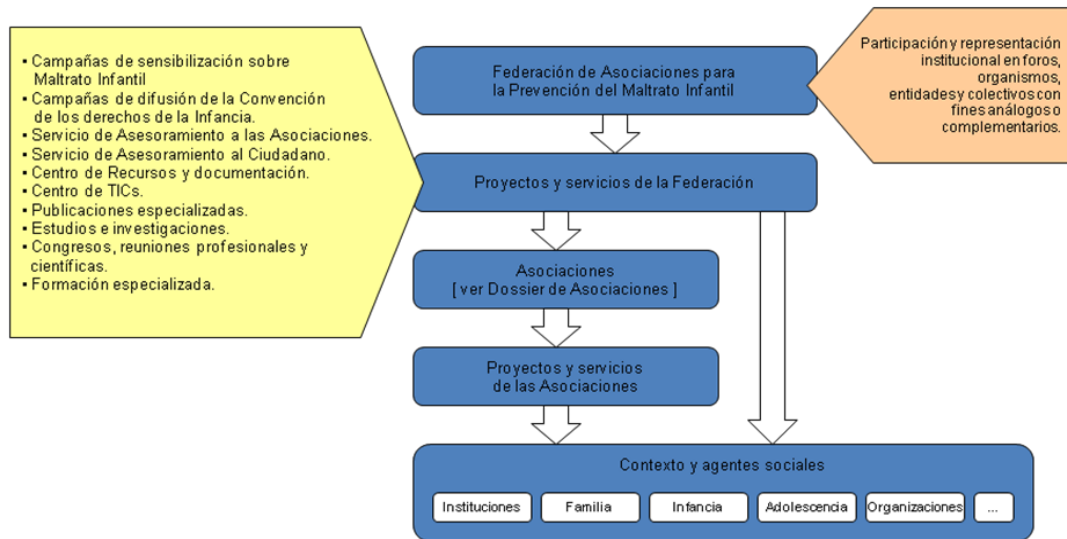 ▪ Campañas de sensibilización sobre
Maltrato Infantil
▪ Campañas de difusión de la Convención
de los derechos de la Infancia.
▪ Servicio de Asesoramiento a las Asociaciones.
▪ Servicio de Asesoramiento al Ciudadano.
▪ Centro de Recursos y documentación.
▪ Centro de TICs.
▪ Publicaciones especializadas.
▪ Estudios e investigaciones.
▪ Congresos, reuniones profesionales y
científicas.
▪ Formación especializada.
Federación de Asociaciones para
la Prevención del Maltrato Infantil
Participación y representación
institucional en foros,
organismos,
entidades y colectivos con
fines análogos o
complementarios.
Proyectos y servicios de la Federación
Asociaciones
[ ver Dossier de Asociaciones ]
Proyectos y servicios
de las Asociaciones
Contexto y agentes sociales
Instituciones
Familia
Infancia
Adolescencia
Organizaciones
...